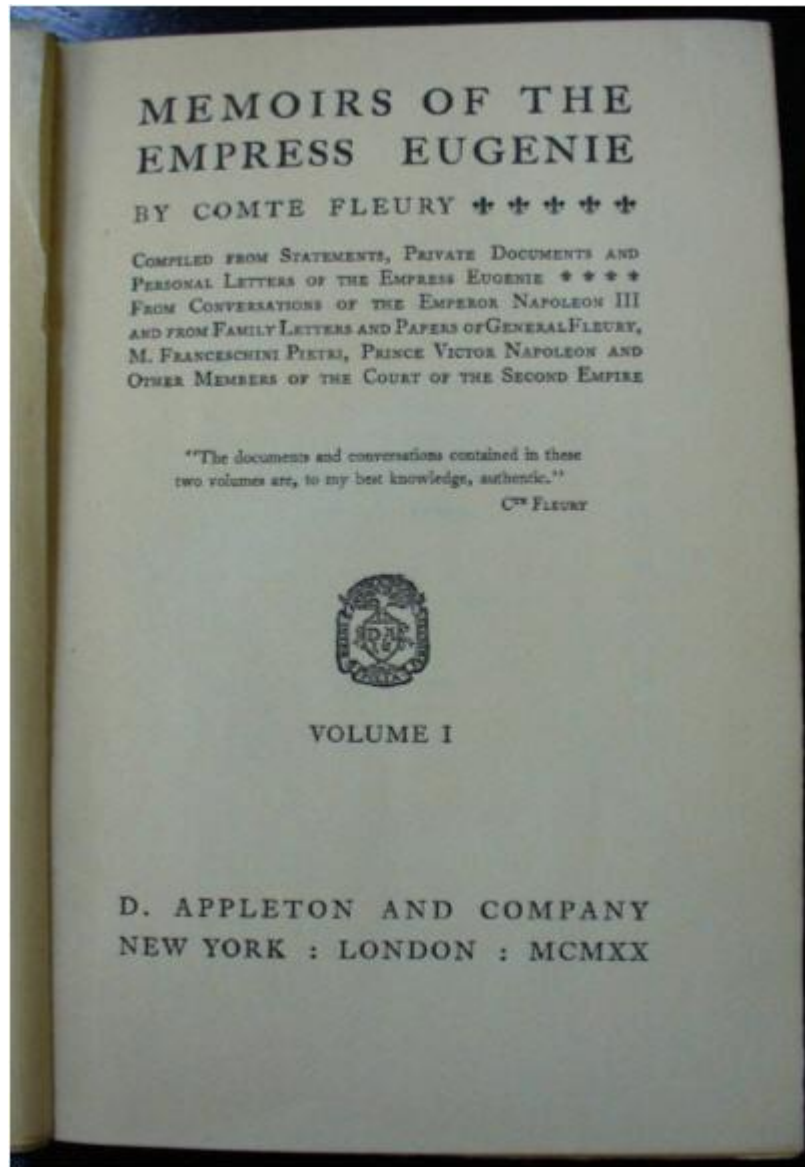 MEMOIRS OF THE
EMPRESS EUGENIE
BY COMTE FLEURY
COMPILED FROM STATEMENTS, PRIVATE DOCUMENTS AND
PERSONAL LETTERS OF THE EMPRESS EUGENIE
FROM CONVERSATIONS OF THE EMPEROR NAPOLEON III
AND FROM FAMILY LETTERS AND PAPERS OF GENERAL FLEURY,
M. FRANCESCHINI PIETRI, PRINCE VICTOR NAPOLEON AND
OTHER MEMBERS OF THE COURT OF THE SECOND EMPIRE
"The documents and conversations contained in these
two volumes are, to my best knowledge, authentic."
CTE FLEURY
D A
& C
VOLUME I
D. APPLETON AND COMPANY
NEW YORK : LONDON : MCMXX